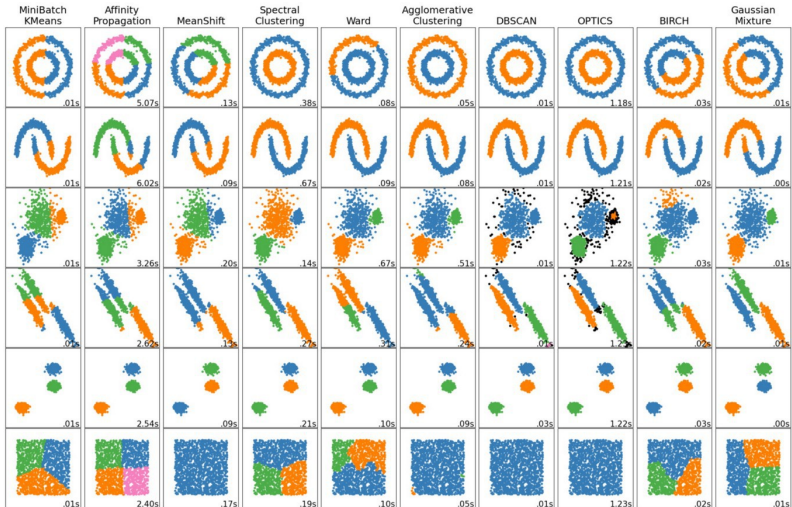 MiniBatch
KMeans
Affinity
Propagation
MeanShift
Spectral
Clustering
Ward
Agglomerative
Clustering
DBSCAN
OPTICS
BIRCH
Gaussian
Mixture
.01s 5.07s .13s .38s .08s .05s .01s 1.18s .03s .01s
.01s 6.02s .09s .67s .09s .08s .01s 1.21s .02s .00s
.01s 3.26s .20s .14s .67s .51s .01s 1.22s .03s .01s
.01s 2.62s .13s .27s .24s .01s .02s .01s
.01s 2.54s .09s .21s .10s .09s .03s 1.22s .03s .00s
.01s 2.40s .17s .19s .10s .05s .01s 1.23s .02s .01s